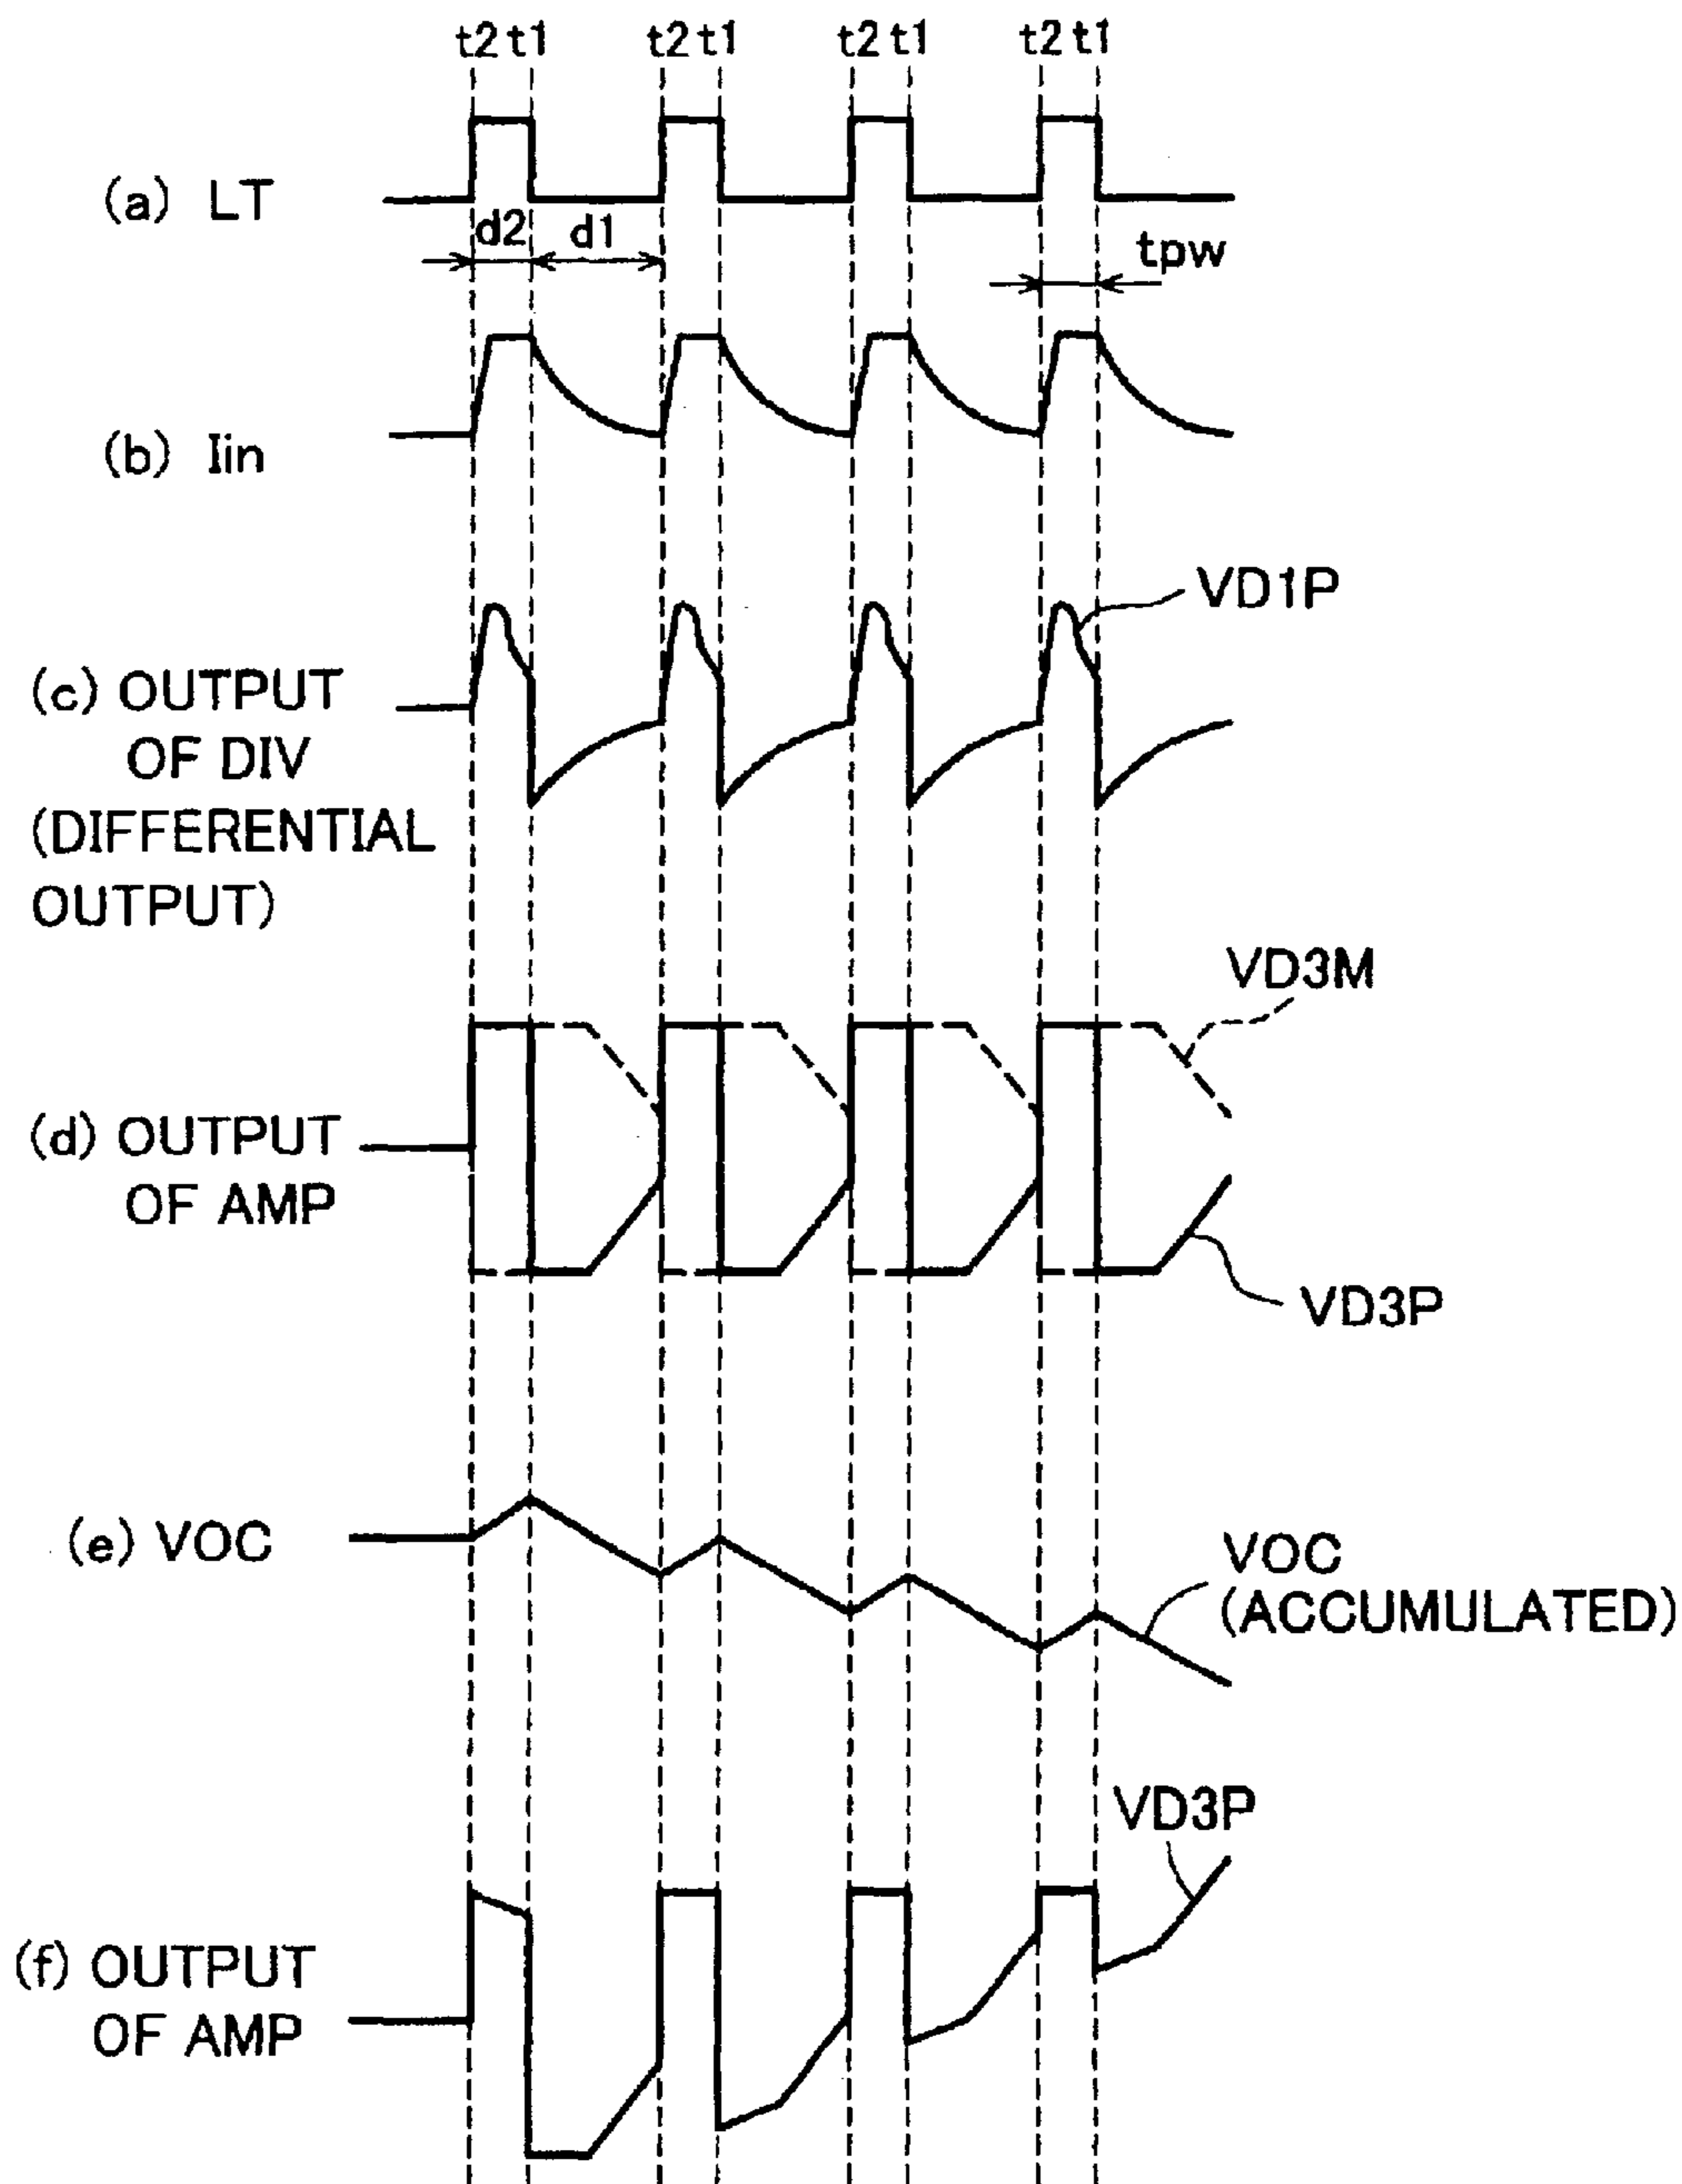 t2 t1 t2 t1 t2 t1 t2 t1
(a) LT
d2 d1
tpw
(b) Iin
VD1P
(c) OUTPUT
OF DIV
(DIFFERENTIAL
OUTPUT)
VD3M
(d) OUTPUT
OF AMP
VD3P
(e) VOC
VOC
(ACCUMULATED)
VD3P
(f) OUTPUT
OF AMP